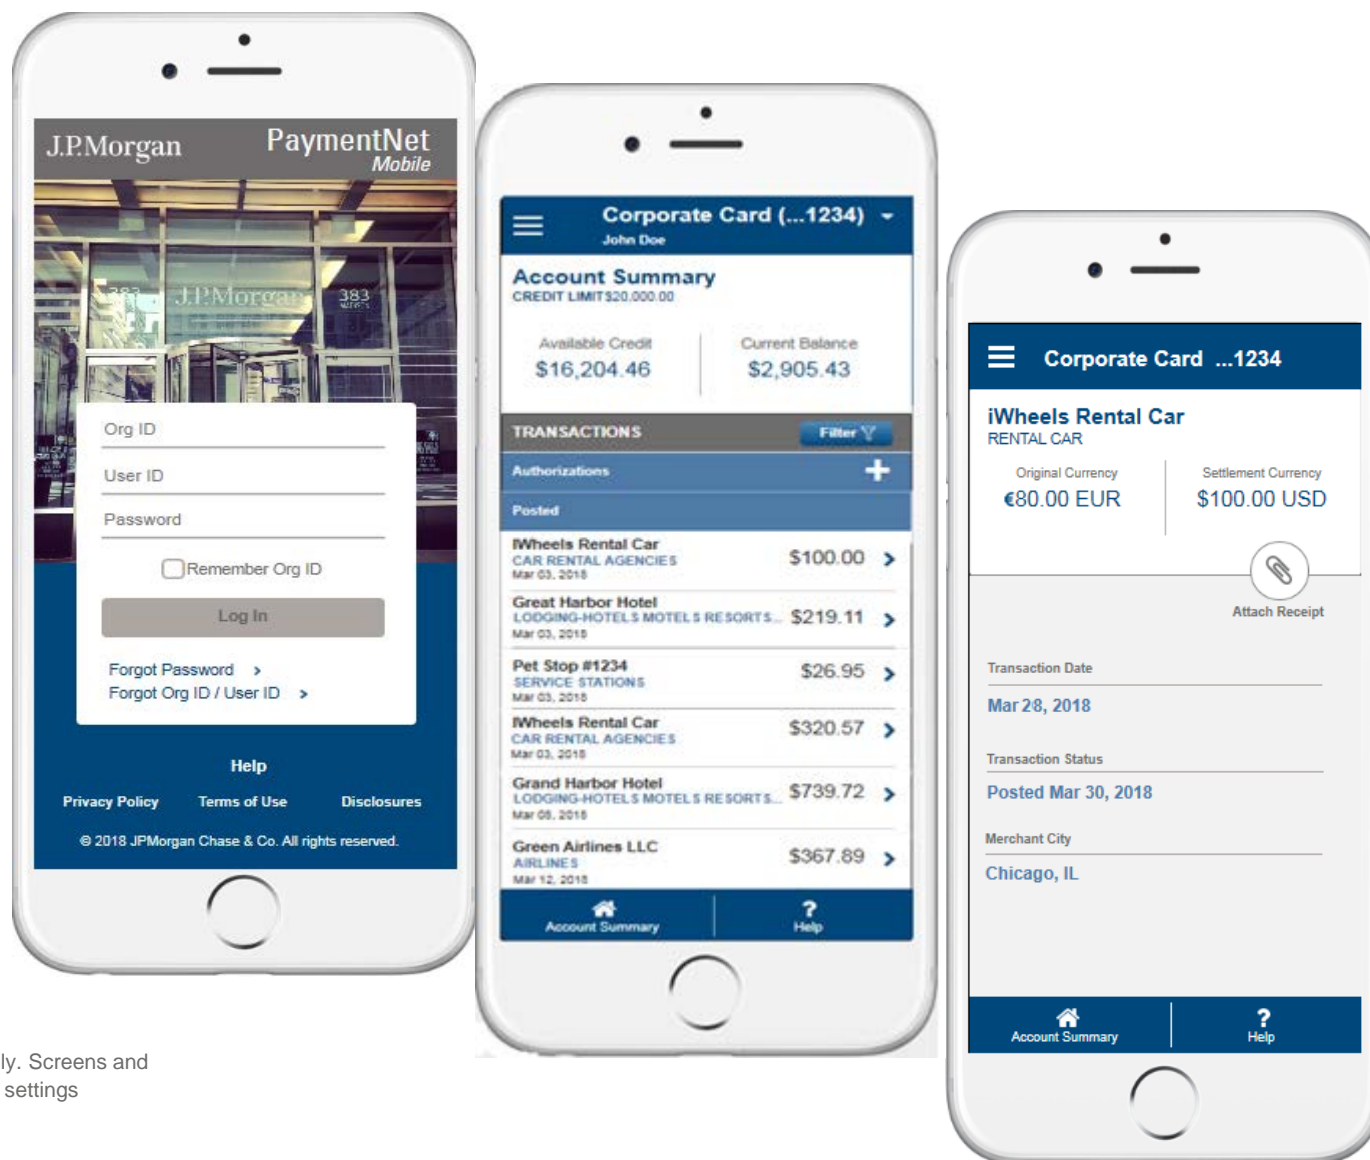 J.P.Morgan
PaymentNet
Mobile
383
J.P.Morgan
383
Org ID
User ID
Password
Remember Org ID
Log In
Forgot Password >
Forgot Org ID / User ID >
Help
Privacy Policy Terms of Use Disclosures
© 2018 JPMorgan Chase & Co. All rights reserved.
ly. Screens and
settings
Corporate Card (...1234)
John Doe
Account Summary
CREDIT LIMIT $20,000.00
Available Credit Current Balance
$16,204.46 $2,905.43
TRANSACTIONS Filter
Authorizations +
Posted
IWheels Rental Car
CAR RENTAL AGENCIES $100.00 >
Mar 03, 2018
Great Harbor Hotel
LODGING-HOTELS MOTELS RESORTS... $219.11 >
Mar 03, 2018
Pet Stop #1234
SERVICE STATIONS $26.95 >
Mar 03, 2018
IWheels Rental Car
CAR RENTAL AGENCIES $320.57 >
Mar 03, 2018
Grand Harbor Hotel
LODGING-HOTELS MOTELS RESORTS... $739.72 >
Mar 08, 2018
Green Airlines LLC
AIRLINES $367.89 >
Mar 12, 2018
?
Account Summary Help
Corporate Card ...1234
iWheels Rental Car
RENTAL CAR
Original Currency Settlement Currency
€80.00 EUR $100.00 USD
Attach Receipt
Transaction Date
Mar 28, 2018
Transaction Status
Posted Mar 30, 2018
Merchant City
Chicago, IL
?
Account Summary Help